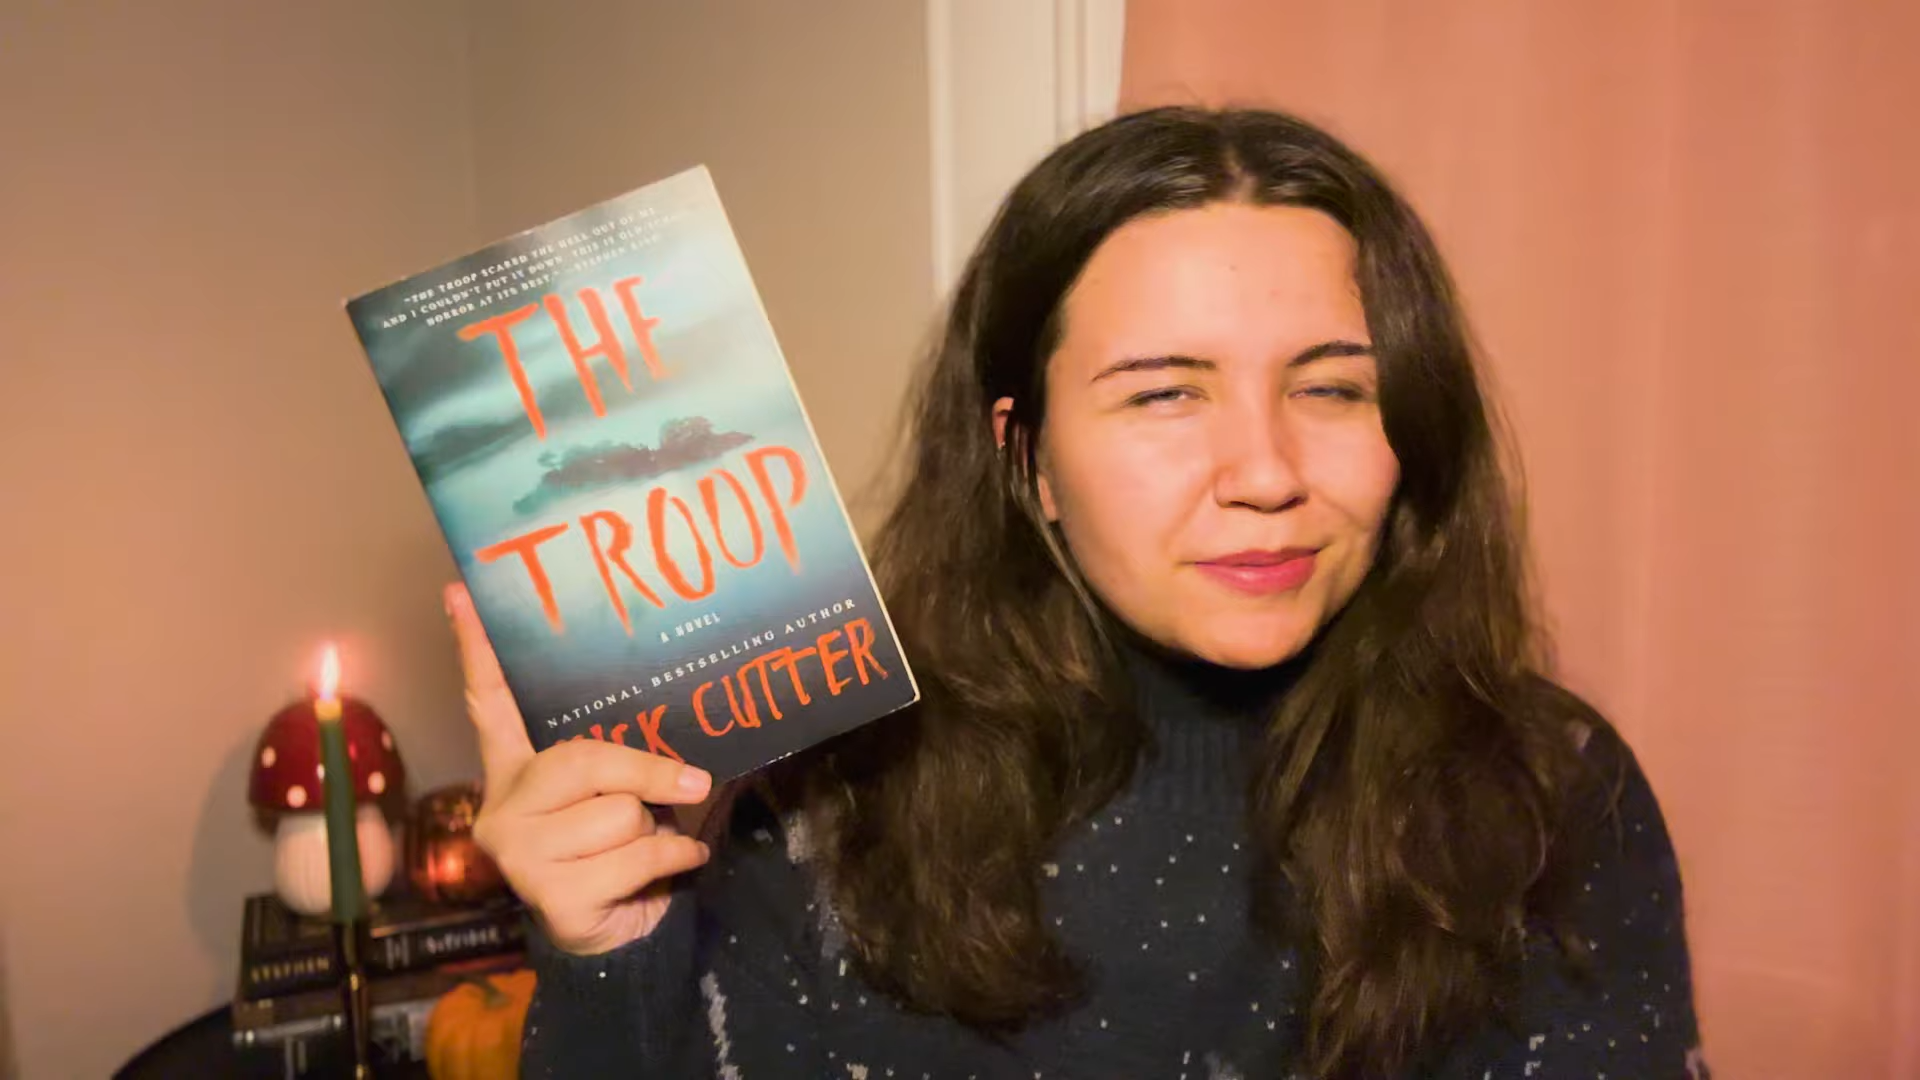 "THE TROOP SCARED THE HELL OUT OF ME
AND I COULDN'T PUT IT DOWN. THIS IS OLD-SCHOOL
HORROR AT ITS BEST." —STEPHEN KING
THE
TROOP
A NOVEL
NATIONAL BESTSELLING AUTHOR
CUTTER
STEPHEN